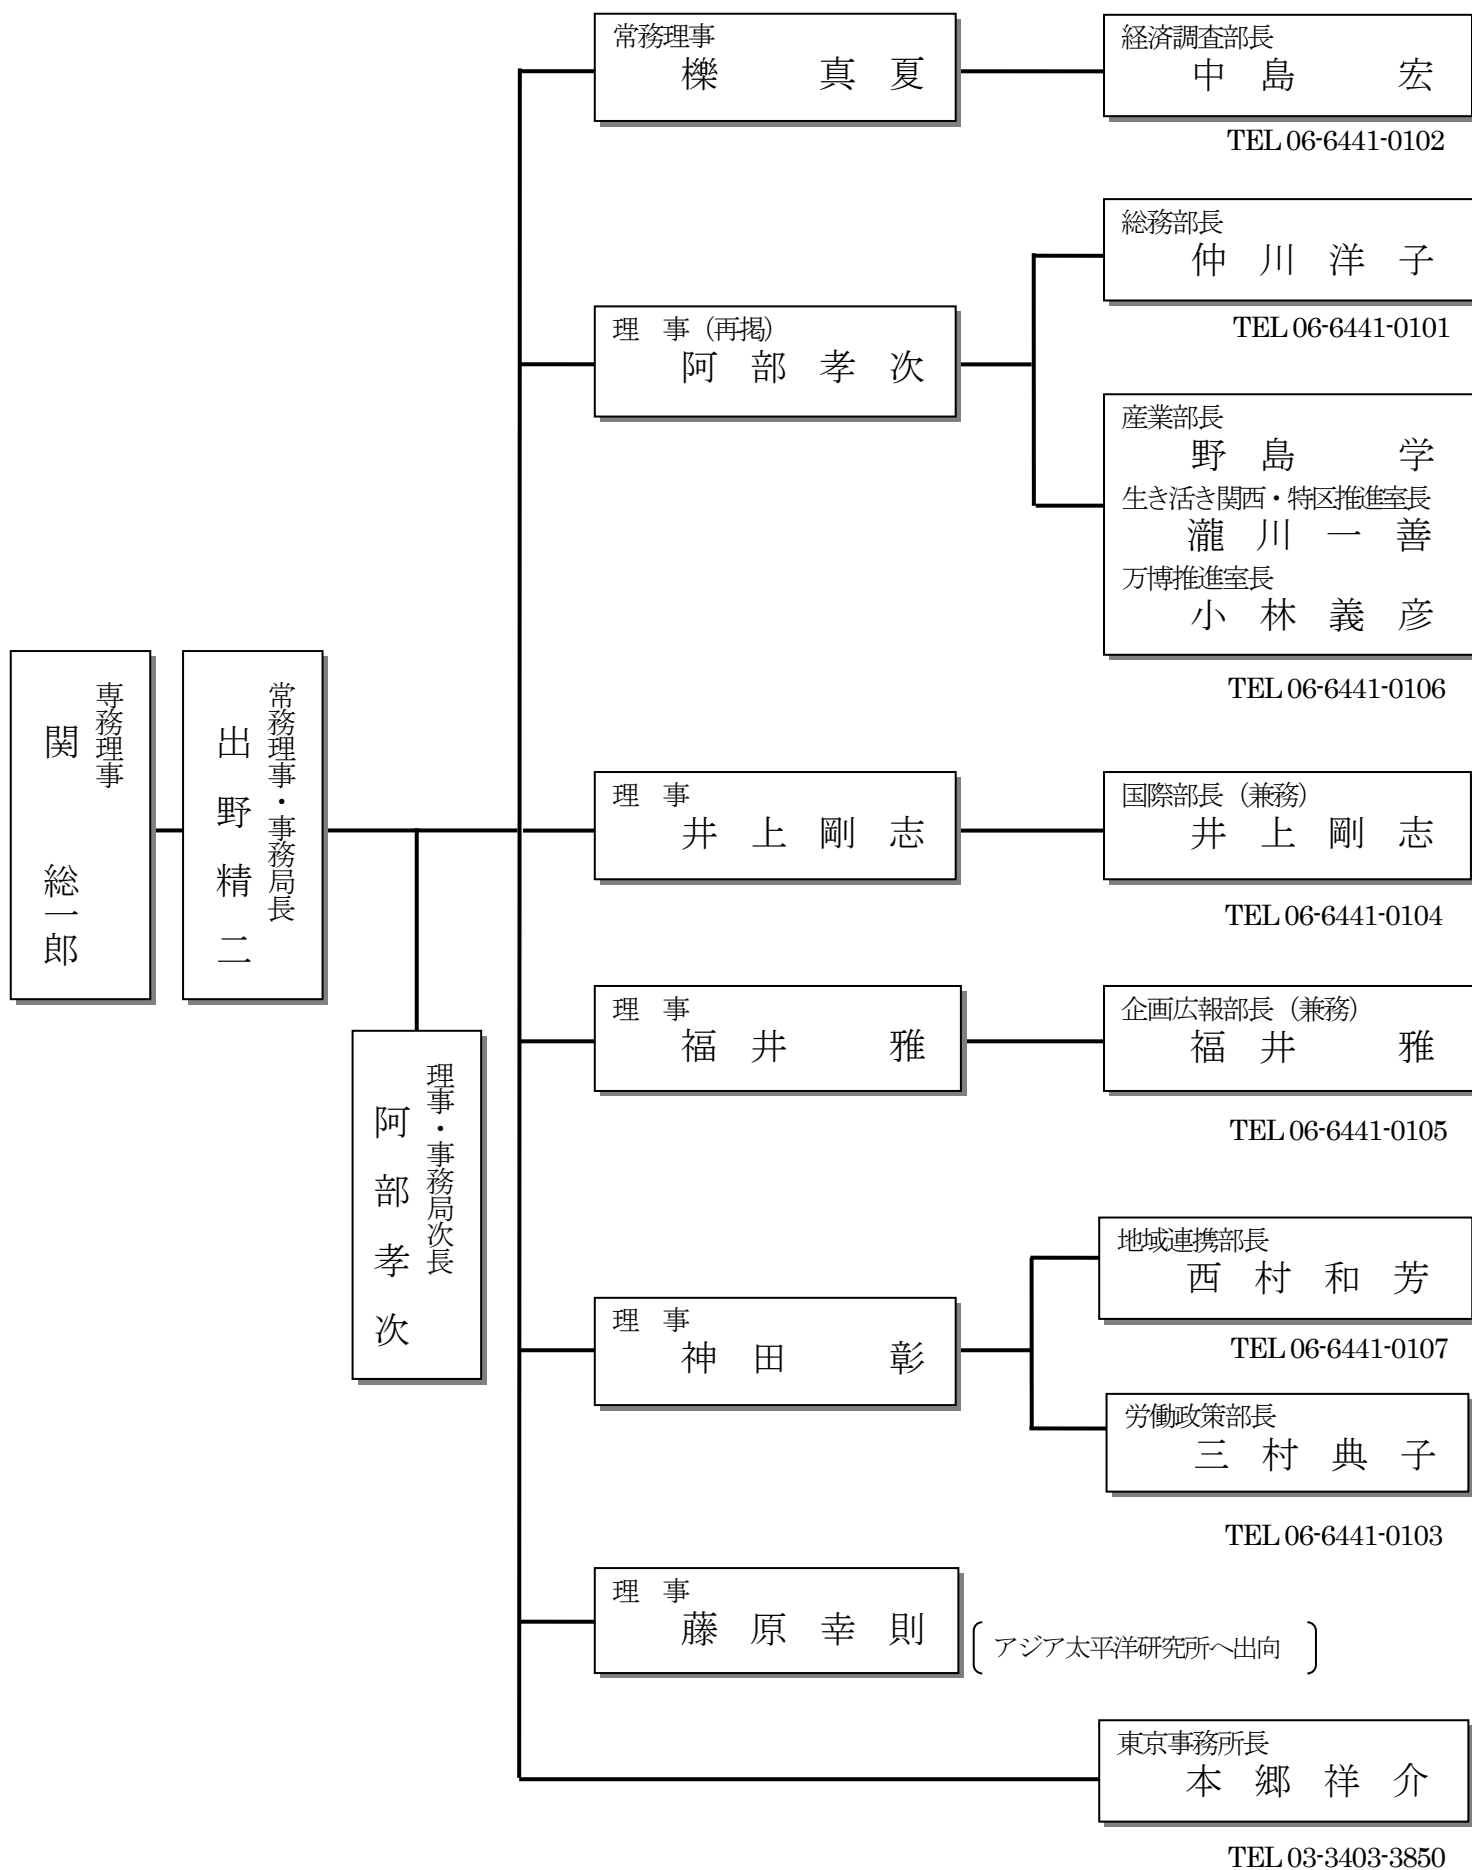 専務理事
関　　総一郎
常務理事・事務局長
出野精二
理事・事務局次長
阿部孝次
常務理事
櫟　真夏
経済調査部長
中島　宏
TEL 06-6441-0102
理　事（再掲）
阿部孝次
総務部長
仲川洋子
TEL 06-6441-0101
産業部長
野島　学
生き活き関西・特区推進室長
瀧川一善
万博推進室長
小林義彦
TEL 06-6441-0106
理　事
井上剛志
国際部長（兼務）
井上剛志
TEL 06-6441-0104
理　事
福井　雅
企画広報部長（兼務）
福井　雅
TEL 06-6441-0105
理　事
神田　彰
地域連携部長
西村和芳
TEL 06-6441-0107
労働政策部長
三村典子
TEL 06-6441-0103
理　事
藤原幸則
アジア太平洋研究所へ出向
東京事務所長
本郷祥介
TEL 03-3403-3850